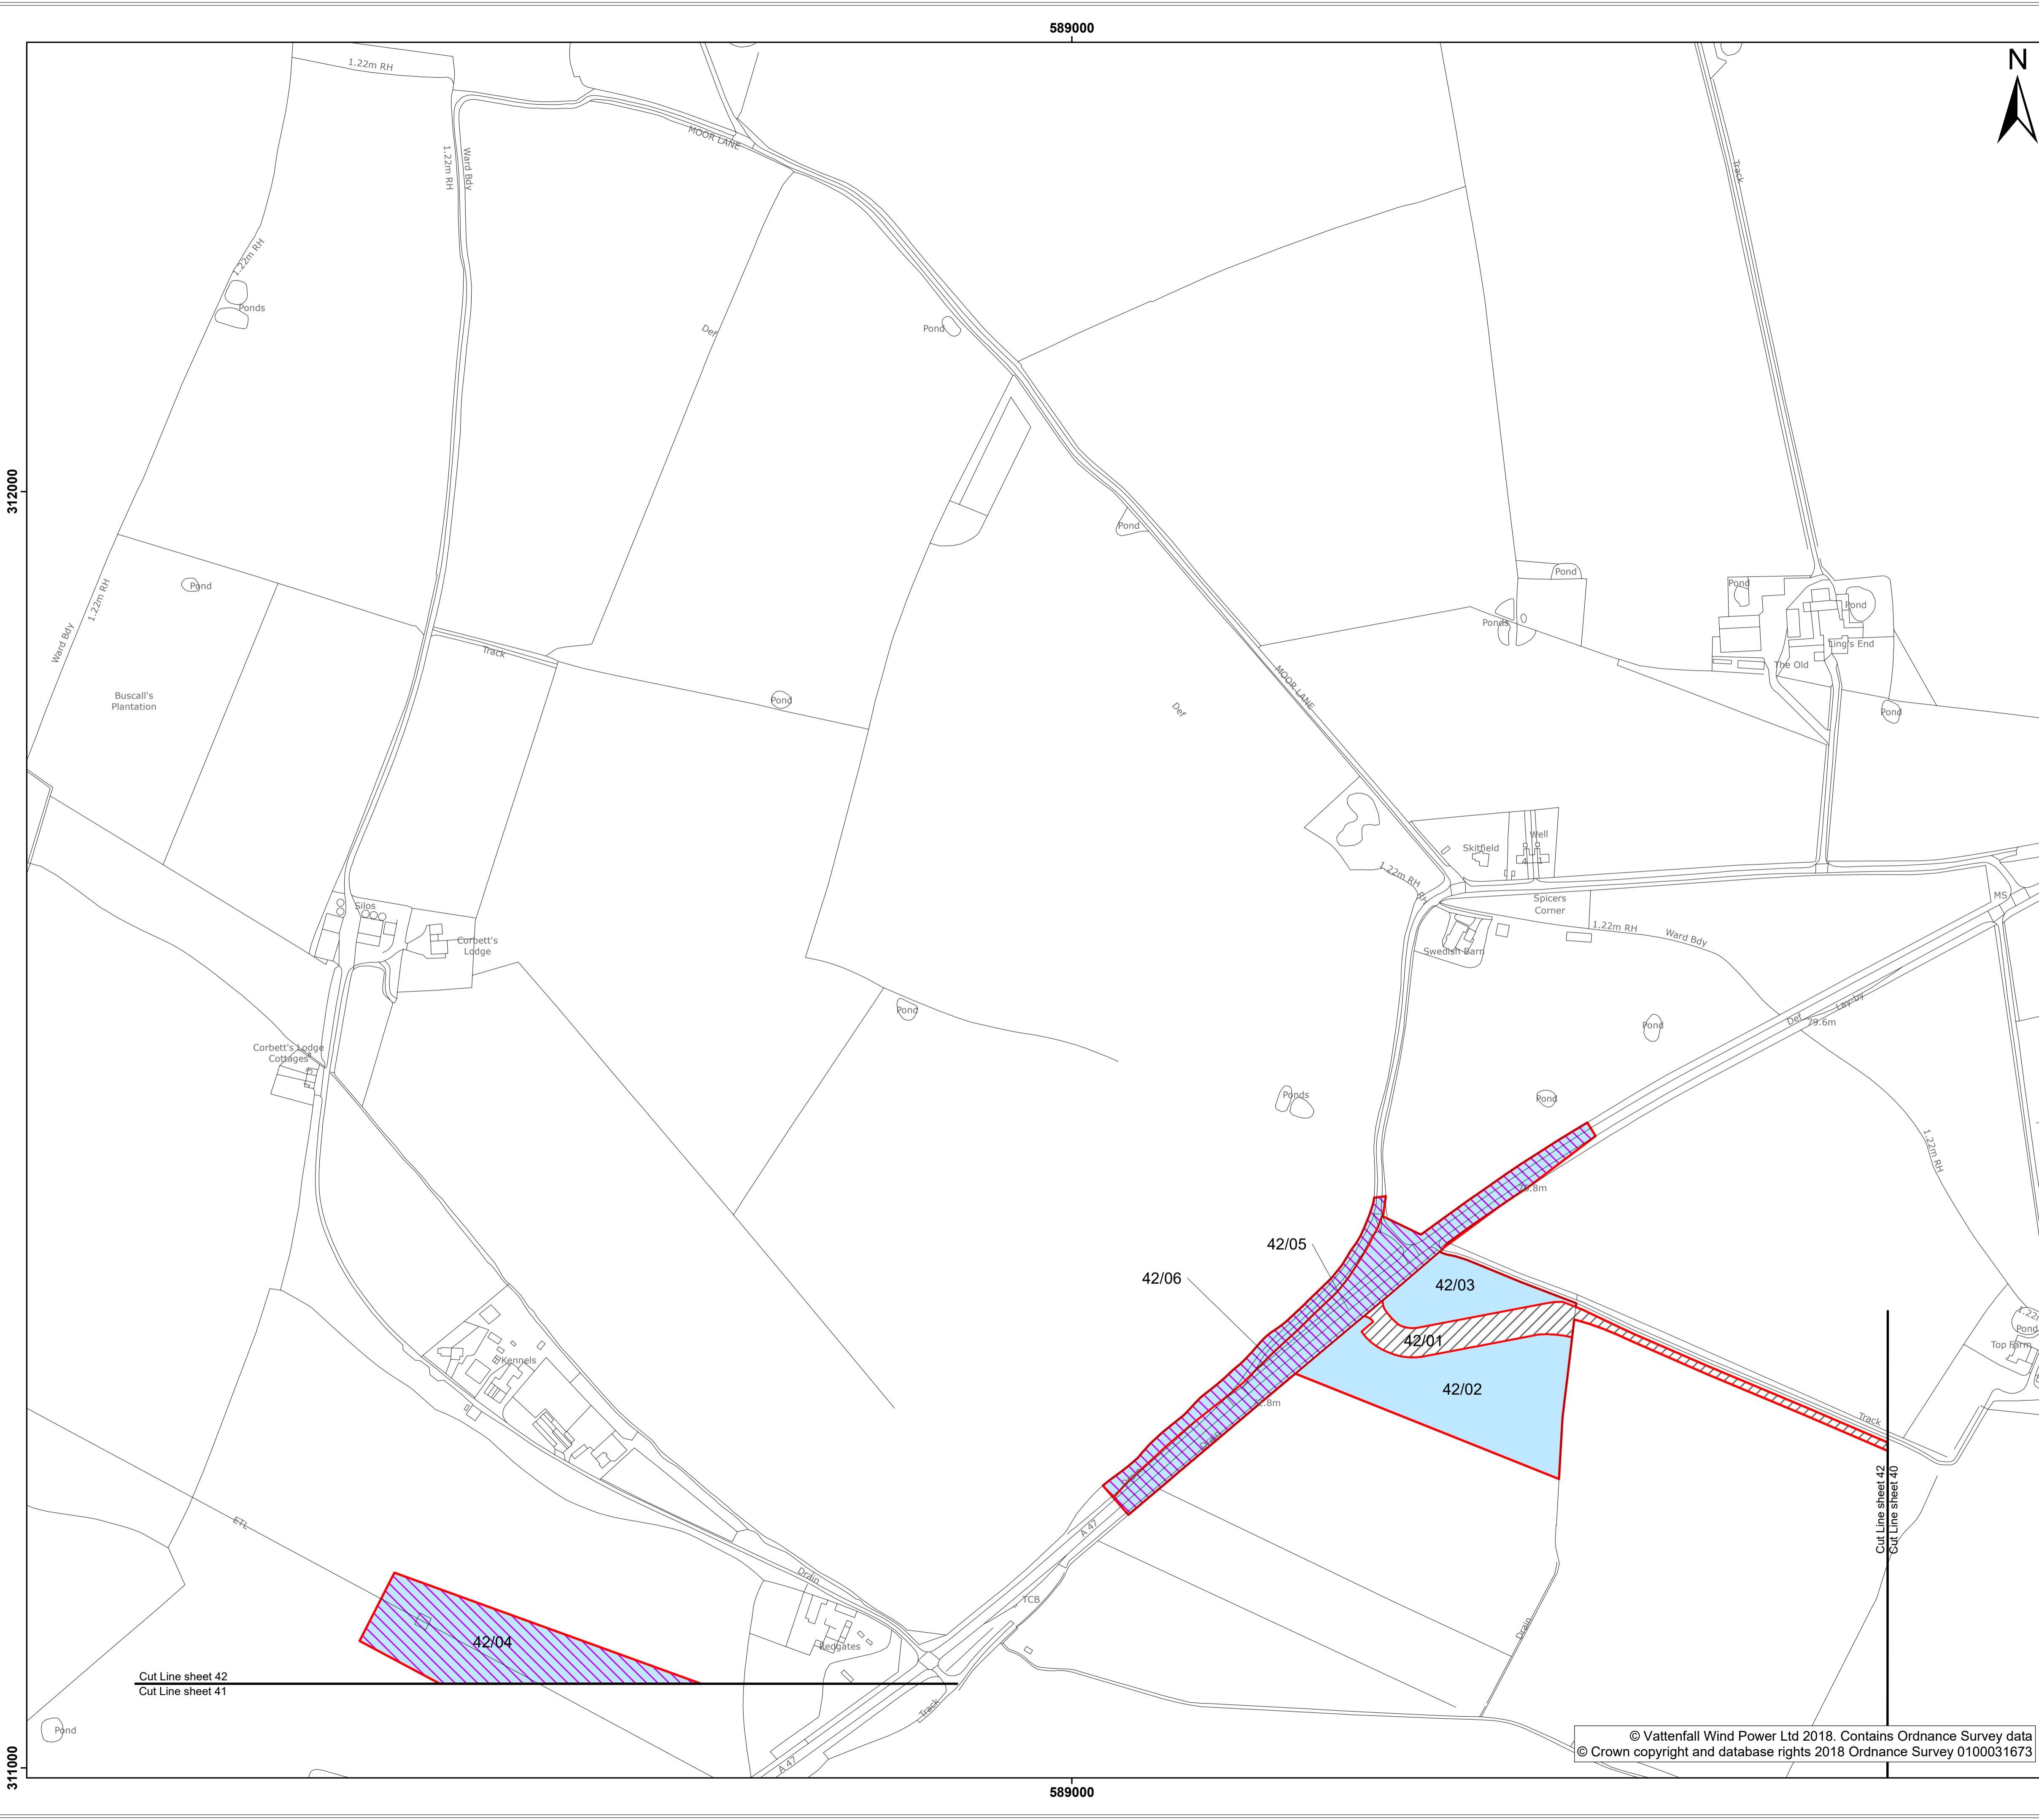 589000
N
1.22m RH
MOOR LANE
Ward Bdy
1.22m RH
Track
1.22m RH
Ponds
Def
Pond
312000
Pond
Pond
Pond
Pond
Pond
1.22m RH
Ward Bdy
Ponds
Ling's End
The Old
Track
Buscall's
Plantation
Pond
MOOR LANE
Def
Pond
Well
Skitfield
4
1
1.22m RH
RH
MS
Spicers
Corner
Silos
1.22m RH
Ward Bdy
Corbett's
Lodge
Swedish Barn
Lay-by
Def
79.6m
Pond
Pond
Corbett's Lodge
Cottages
Ponds
Pond
1.22m RH
42/05
42/06
42/03
Pond
Top Farm
42/01
Kennels
42/02
Track
Drain
Cut Line sheet 42
Cut Line sheet 40
ETL
A 47
Drain
TCB
Drain
42/04
Redgates
Cut Line sheet 42
Cut Line sheet 41
Track
Pond
A 47
311000
© Vattenfall Wind Power Ltd 2018. Contains Ordnance Survey data
© Crown copyright and database rights 2018 Ordnance Survey 0100031673
589000